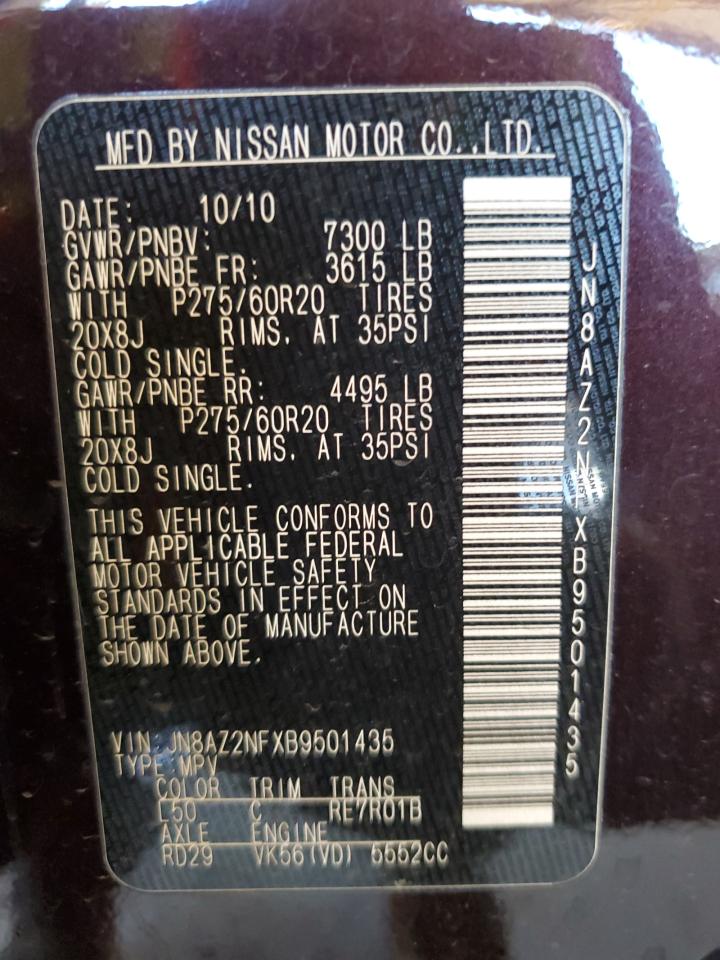 MFD BY NISSAN MOTOR CO.,LTD.
DATE: 10/10
GVWR/PNBV: 7300 LB
GAWR/PNBE FR: 3615 LB
WITH P275/60R20 TIRES
20X8J RIMS. AT 35PSI
COLD SINGLE.
GAWR/PNBE RR: 4495 LB
WITH P275/60R20 TIRES
20X8J RIMS. AT 35PSI
COLD SINGLE.
THIS VEHICLE CONFORMS TO
ALL APPLICABLE FEDERAL
MOTOR VEHICLE SAFETY
STANDARDS IN EFFECT ON
THE DATE OF MANUFACTURE
SHOWN ABOVE.
VIN:JN8AZ2NFXB9501435
TYPE:MPV
COLOR TRIM TRANS
L50 C RE7R01B
AXLE ENGINE
RD29 VK56(VD) 5552CC
JN8AZ2NFXB9501435